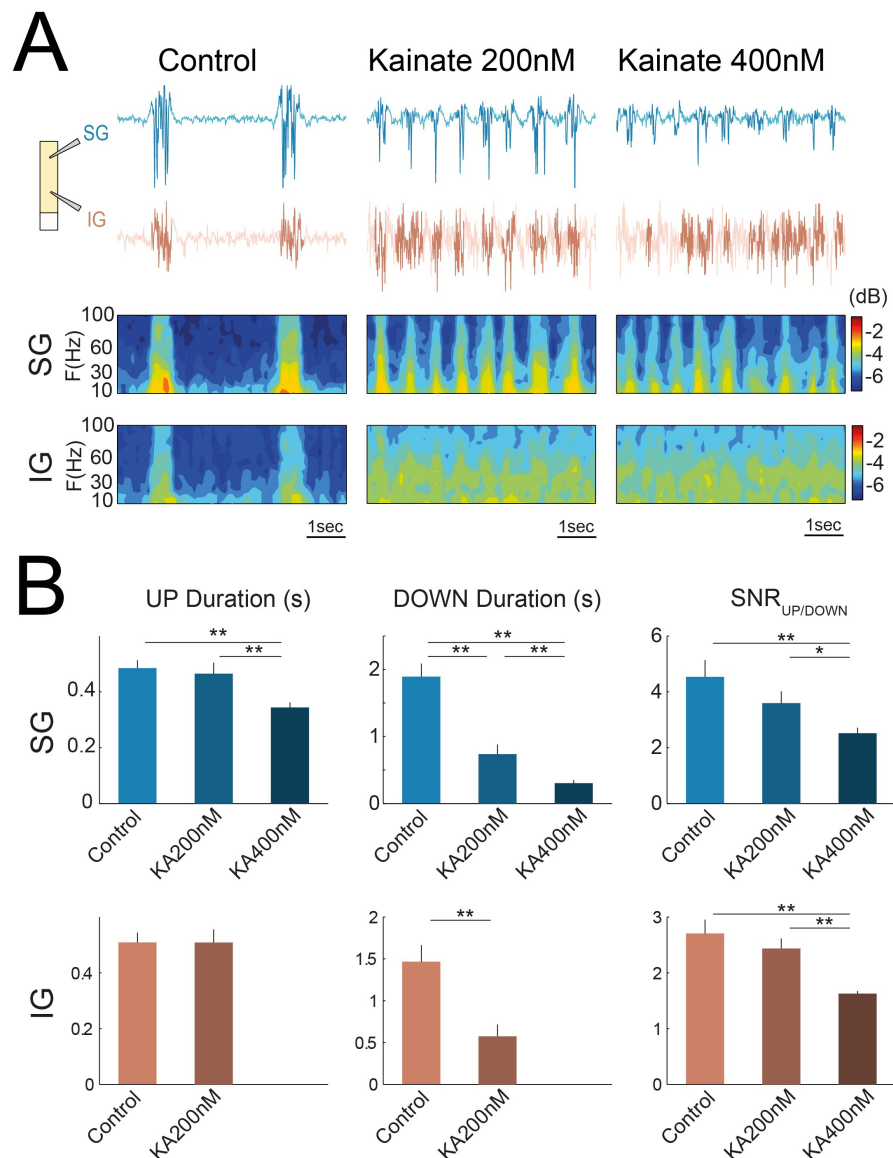 A
Control Kainate 200nM Kainate 400nM
SG
IG
(dB)
SG
F(Hz)
100
60
30
10
-2
-4
-6
IG
F(Hz)
100
60
30
10
-2
-4
-6
1sec 1sec 1sec
B
UP Duration (s) DOWN Duration (s) SNR UP/DOWN
SG
** **
0.4
0.2
0
Control KA200nM KA400nM
** ** **
2
1
0
Control KA200nM KA400nM
** *
6
4
2
0
Control KA200nM KA400nM
IG
0.4
0.2
0
Control KA200nM
**
2
1.5
1
0.5
0
Control KA200nM
** **
3
2
1
0
Control KA200nM KA400nM